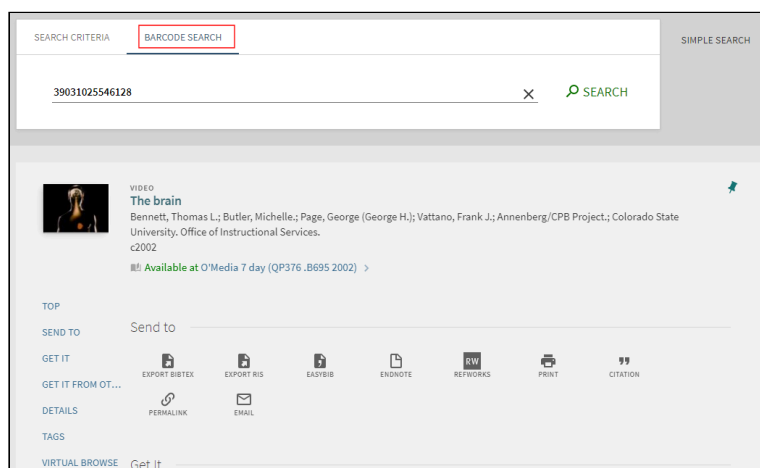 SEARCH CRITERIA
BARCODE SEARCH
SIMPLE SEARCH
39031025546128
SEARCH
VIDEO
The brain
Bennett, Thomas L.; Butler, Michelle.; Page, George (George H.); Vattano, Frank J.; Annenberg/CPB Project.; Colorado State
University. Office of Instructional Services.
c2002
Available at O'Media 7 day (QP376 .B695 2002)
TOP
SEND TO
GET IT
GET IT FROM OT...
DETAILS
TAGS
VIRTUAL BROWSE
Send to
EXPORT BIBTEX
EXPORT RIS
EASYBIB
ENDNOTE
RW
REFWORKS
PRINT
CITATION
PERMALINK
EMAIL
Get It